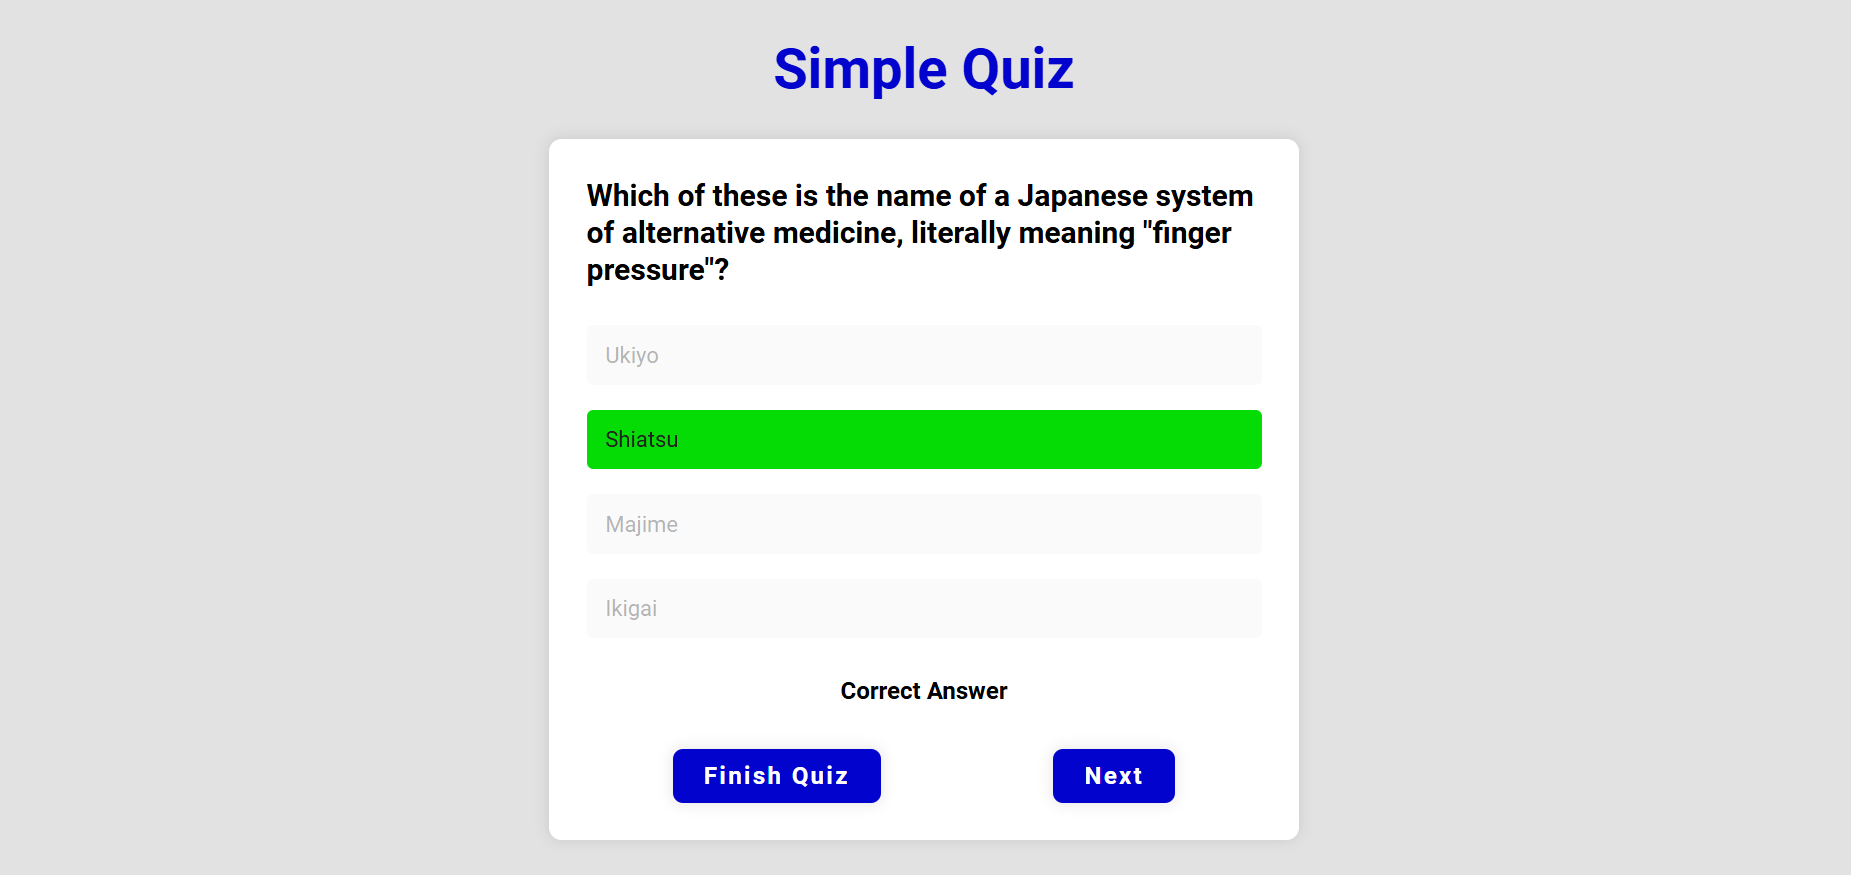 Simple Quiz
Which of these is the name of a Japanese system
of alternative medicine, literally meaning "finger
pressure"?
Ukiyo
Shiatsu
Majime
Ikigai
Correct Answer
Finish Quiz
Next